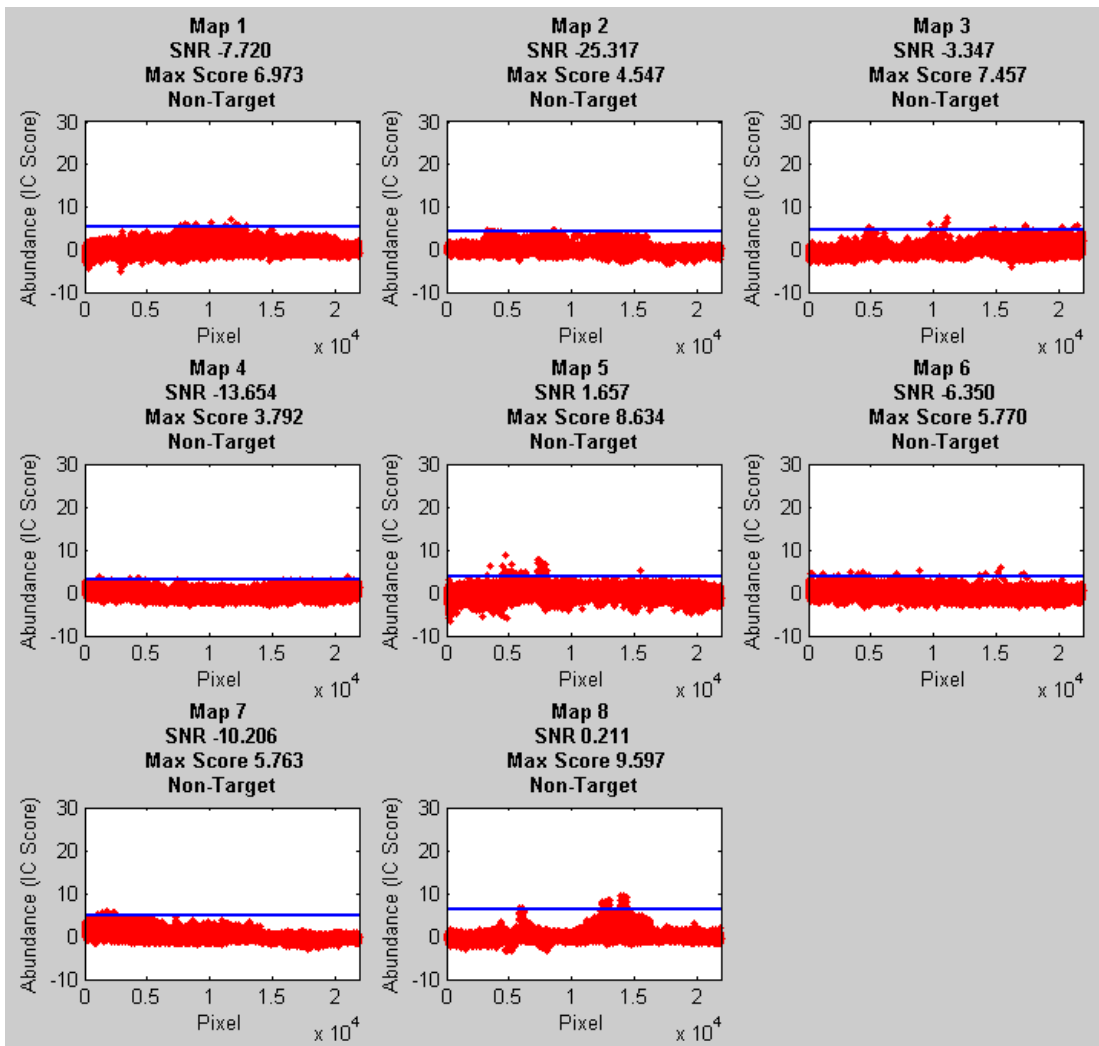 Map 1
SNR -7.720
Max Score 6.973
Non-Target
Abundance (IC Score)
30
20
10
0
-10
0 0.5 1 1.5 2
Pixel
x 10^4
Map 2
SNR -25.317
Max Score 4.547
Non-Target
Abundance (IC Score)
30
20
10
0
-10
0 0.5 1 1.5 2
Pixel
x 10^4
Map 3
SNR -3.347
Max Score 7.457
Non-Target
Abundance (IC Score)
30
20
10
0
-10
0 0.5 1 1.5 2
Pixel
x 10^4
Map 4
SNR -13.654
Max Score 3.792
Non-Target
Abundance (IC Score)
30
20
10
0
-10
0 0.5 1 1.5 2
Pixel
x 10^4
Map 5
SNR 1.657
Max Score 8.634
Non-Target
Abundance (IC Score)
30
20
10
0
-10
0 0.5 1 1.5 2
Pixel
x 10^4
Map 6
SNR -6.350
Max Score 5.770
Non-Target
Abundance (IC Score)
30
20
10
0
-10
0 0.5 1 1.5 2
Pixel
x 10^4
Map 7
SNR -10.206
Max Score 5.763
Non-Target
Abundance (IC Score)
30
20
10
0
-10
0 0.5 1 1.5 2
Pixel
x 10^4
Map 8
SNR 0.211
Max Score 9.597
Non-Target
Abundance (IC Score)
30
20
10
0
-10
0 0.5 1 1.5 2
Pixel
x 10^4